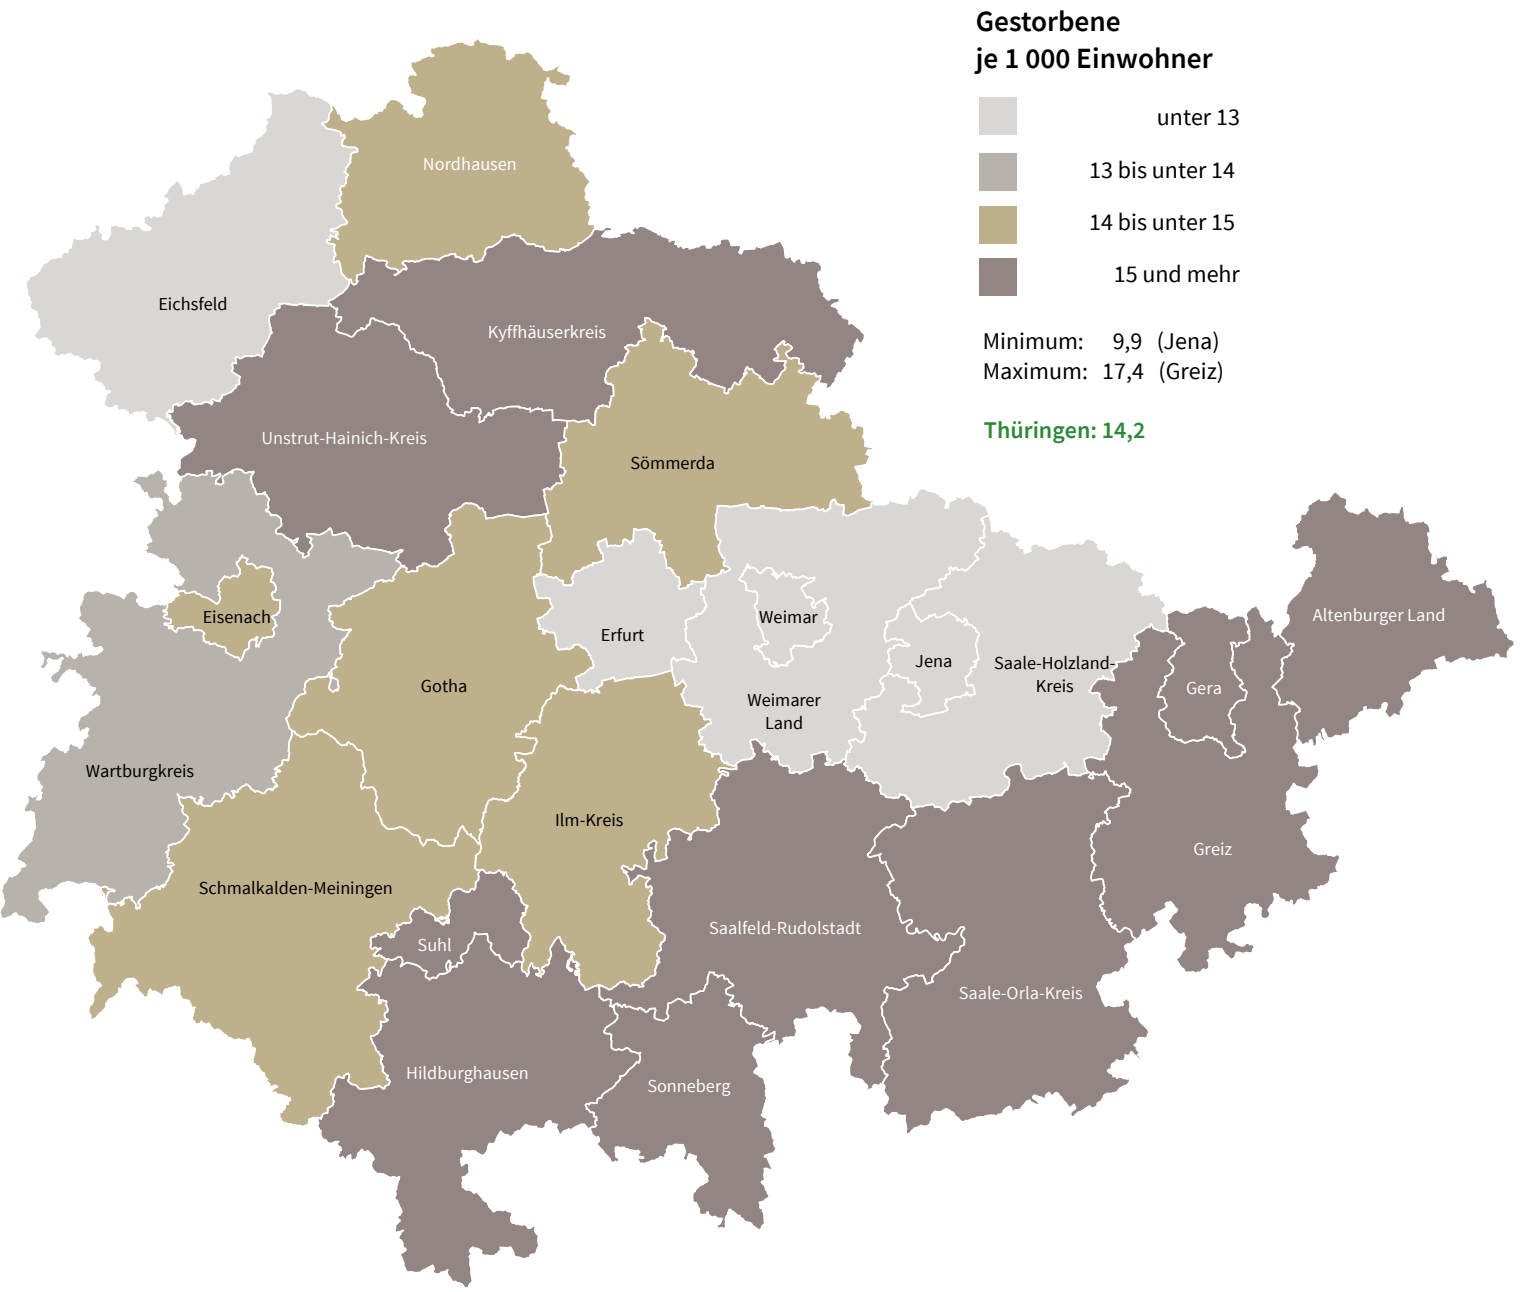 Gestorbene
je 1 000 Einwohner
unter 13
13 bis unter 14
14 bis unter 15
15 und mehr
Minimum: 9,9 (Jena)
Maximum: 17,4 (Greiz)
Thüringen: 14,2
Nordhausen
Eichsfeld
Kyffhäuserkreis
Unstrut-Hainich-Kreis
Sömmerda
Eisenach
Erfurt
Weimar
Altenburger Land
Gotha
Jena
Saale-Holzland-
Kreis
Gera
Weimarer
Land
Wartburgkreis
Ilm-Kreis
Greiz
Schmalkalden-Meiningen
Suhl
Saalfeld-Rudolstadt
Saale-Orla-Kreis
Hildburghausen
Sonneberg